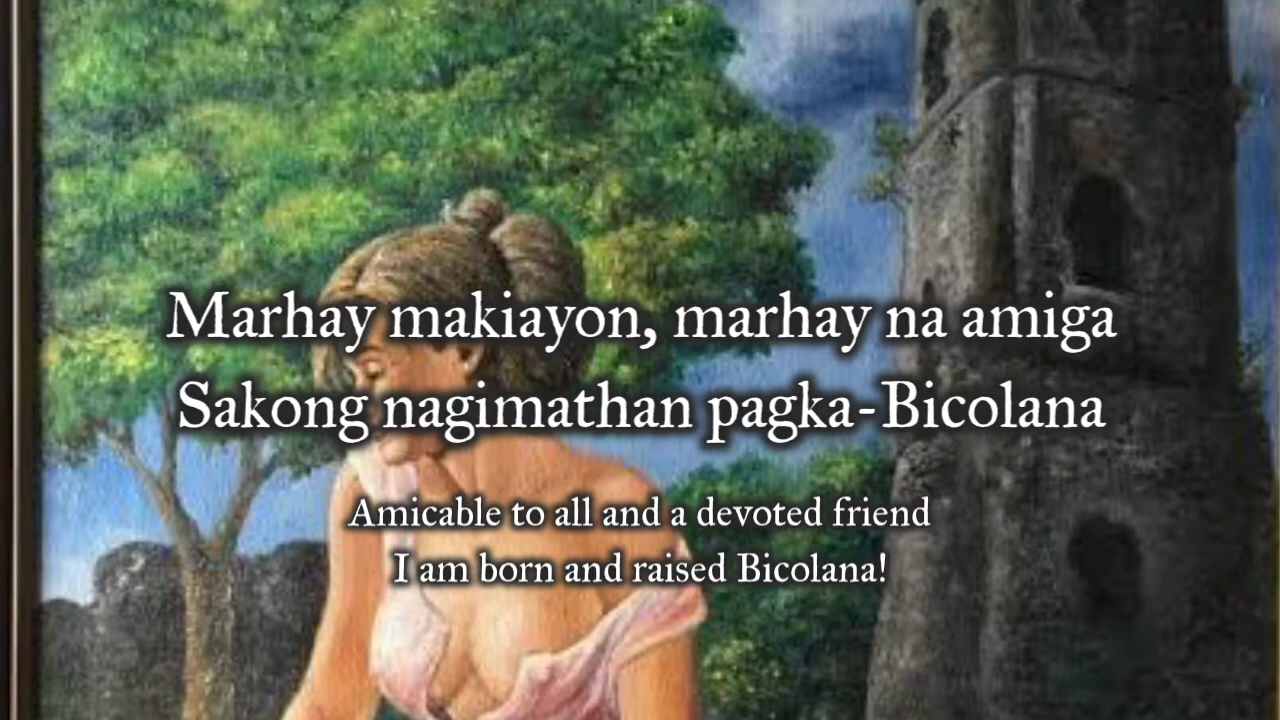 Marhay makiayon, marhay na amiga
Sakong nagimathan pagka-Bicolana
Amicable to all and a devoted friend
I am born and raised Bicolana!